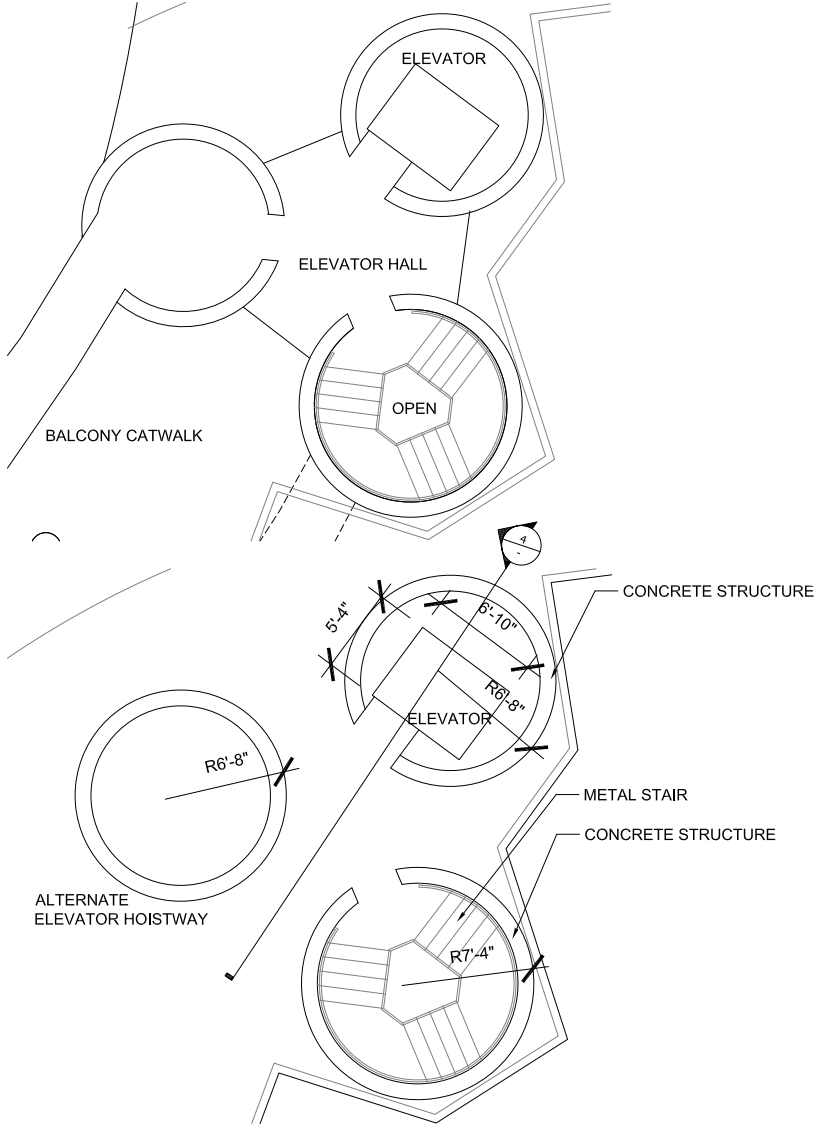 ELEVATOR
ELEVATOR HALL
OPEN
BALCONY CATWALK
4
-
CONCRETE STRUCTURE
5'-4"
6'-10"
R6'-8"
ELEVATOR
R6'-8"
METAL STAIR
CONCRETE STRUCTURE
ALTERNATE
ELEVATOR HOISTWAY
R7'-4"